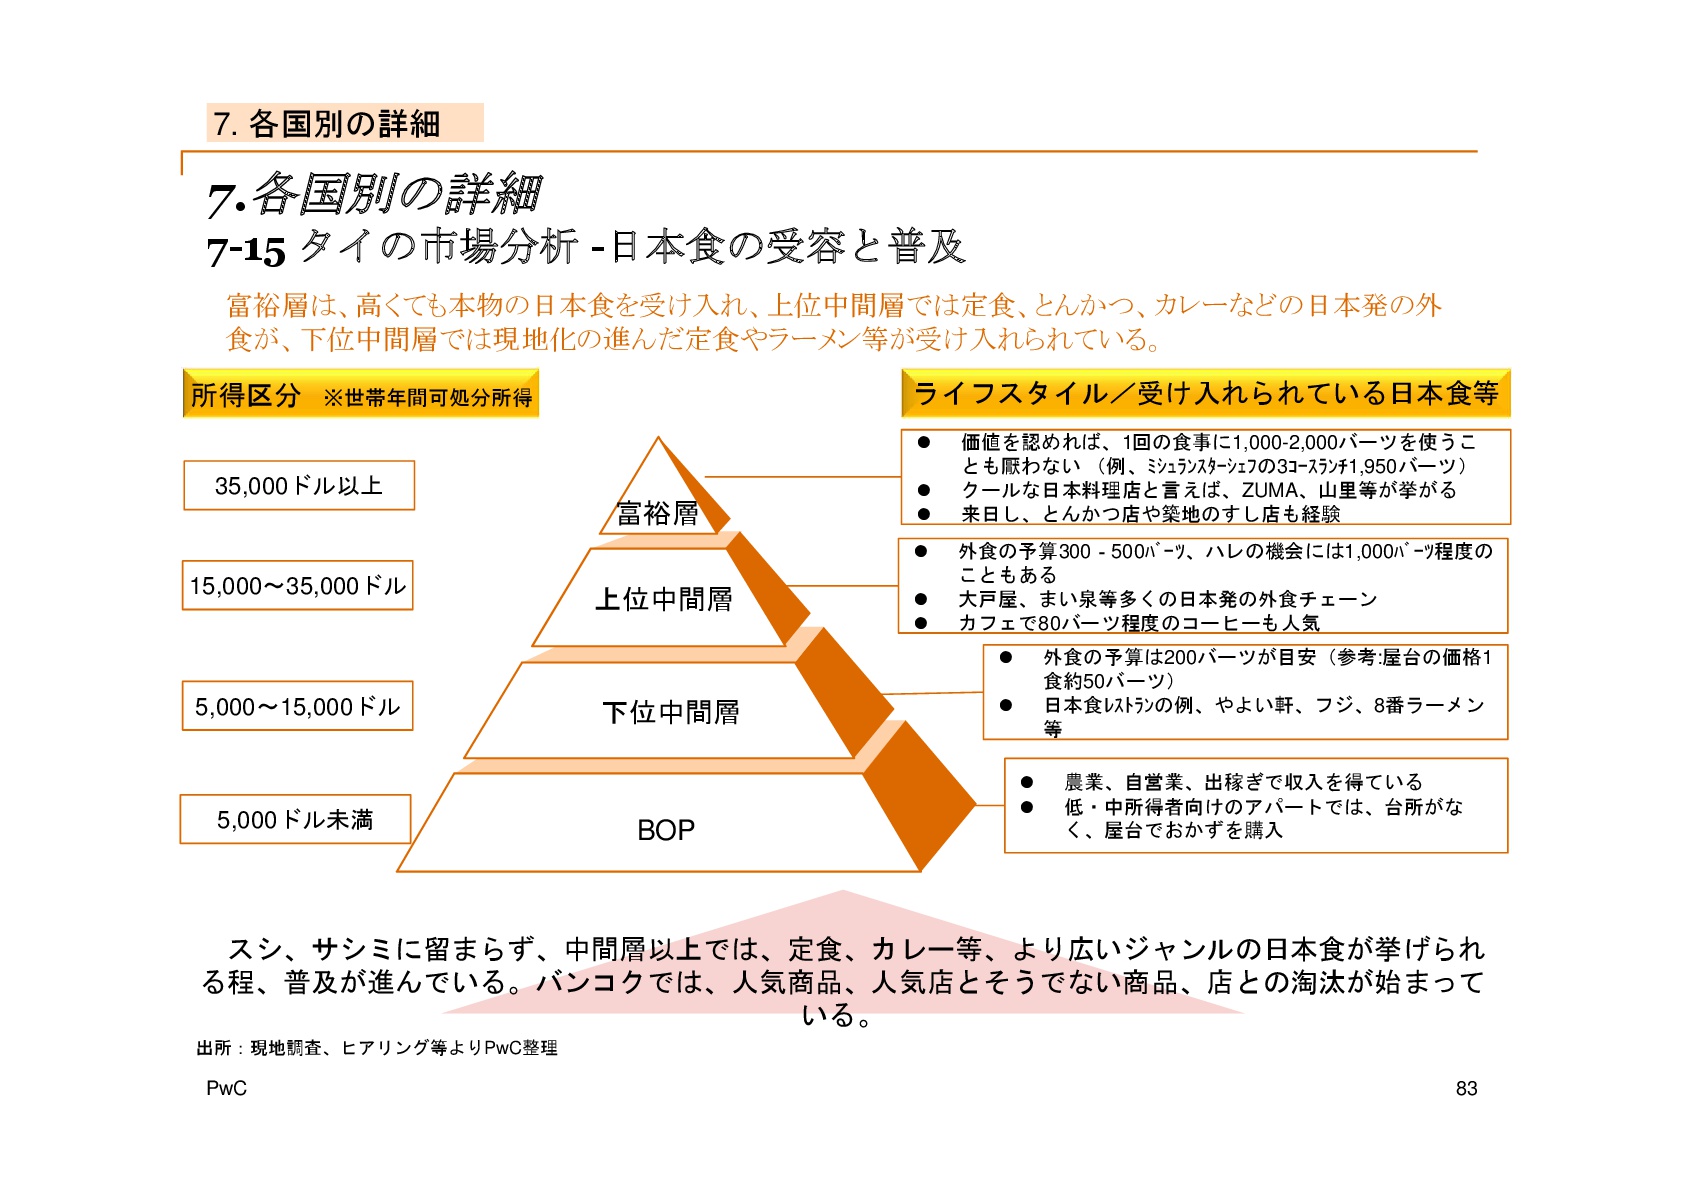 7. 各国別の詳細
7.各国別の詳細
7-15 タイの市場分析 -日本食の受容と普及
富裕層は、高くても本物の日本食を受け入れ、上位中間層では定食、とんかつ、カレーなどの日本発の外
食が、下位中間層では現地化の進んだ定食やラーメン等が受け入れられている。
所得区分 ※世帯年間可処分所得
ライフスタイル／受け入れられている日本食等
35,000ドル以上
富裕層
● 価値を認めれば、1回の食事に1,000-2,000バーツを使うこ
とも厭わない（例、ﾐｼｭﾗﾝｽﾀｰｼｪﾌの3ｺｰｽﾗﾝﾁ1,950バーツ）
● クールな日本料理店と言えば、ZUMA、山里等が挙がる
● 来日し、とんかつ店や築地のすし店も経験
15,000～35,000ドル
上位中間層
● 外食の予算300 - 500ﾊﾞｰﾂ、ハレの機会には1,000ﾊﾞｰﾂ程度の
こともある
● 大戸屋、まい泉等多くの日本発の外食チェーン
● カフェで80バーツ程度のコーヒーも人気
5,000～15,000ドル
下位中間層
● 外食の予算は200バーツが目安（参考:屋台の価格1
食約50バーツ）
● 日本食ﾚｽﾄﾗﾝの例、やよい軒、フジ、8番ラーメン
等
5,000ドル未満
BOP
● 農業、自営業、出稼ぎで収入を得ている
● 低・中所得者向けのアパートでは、台所がな
く、屋台でおかずを購入
スシ、サシミに留まらず、中間層以上では、定食、カレー等、より広いジャンルの日本食が挙げられ
る程、普及が進んでいる。バンコクでは、人気商品、人気店とそうでない商品、店との淘汰が始まって
いる。
出所：現地調査、ヒアリング等よりPwC整理
PwC
83